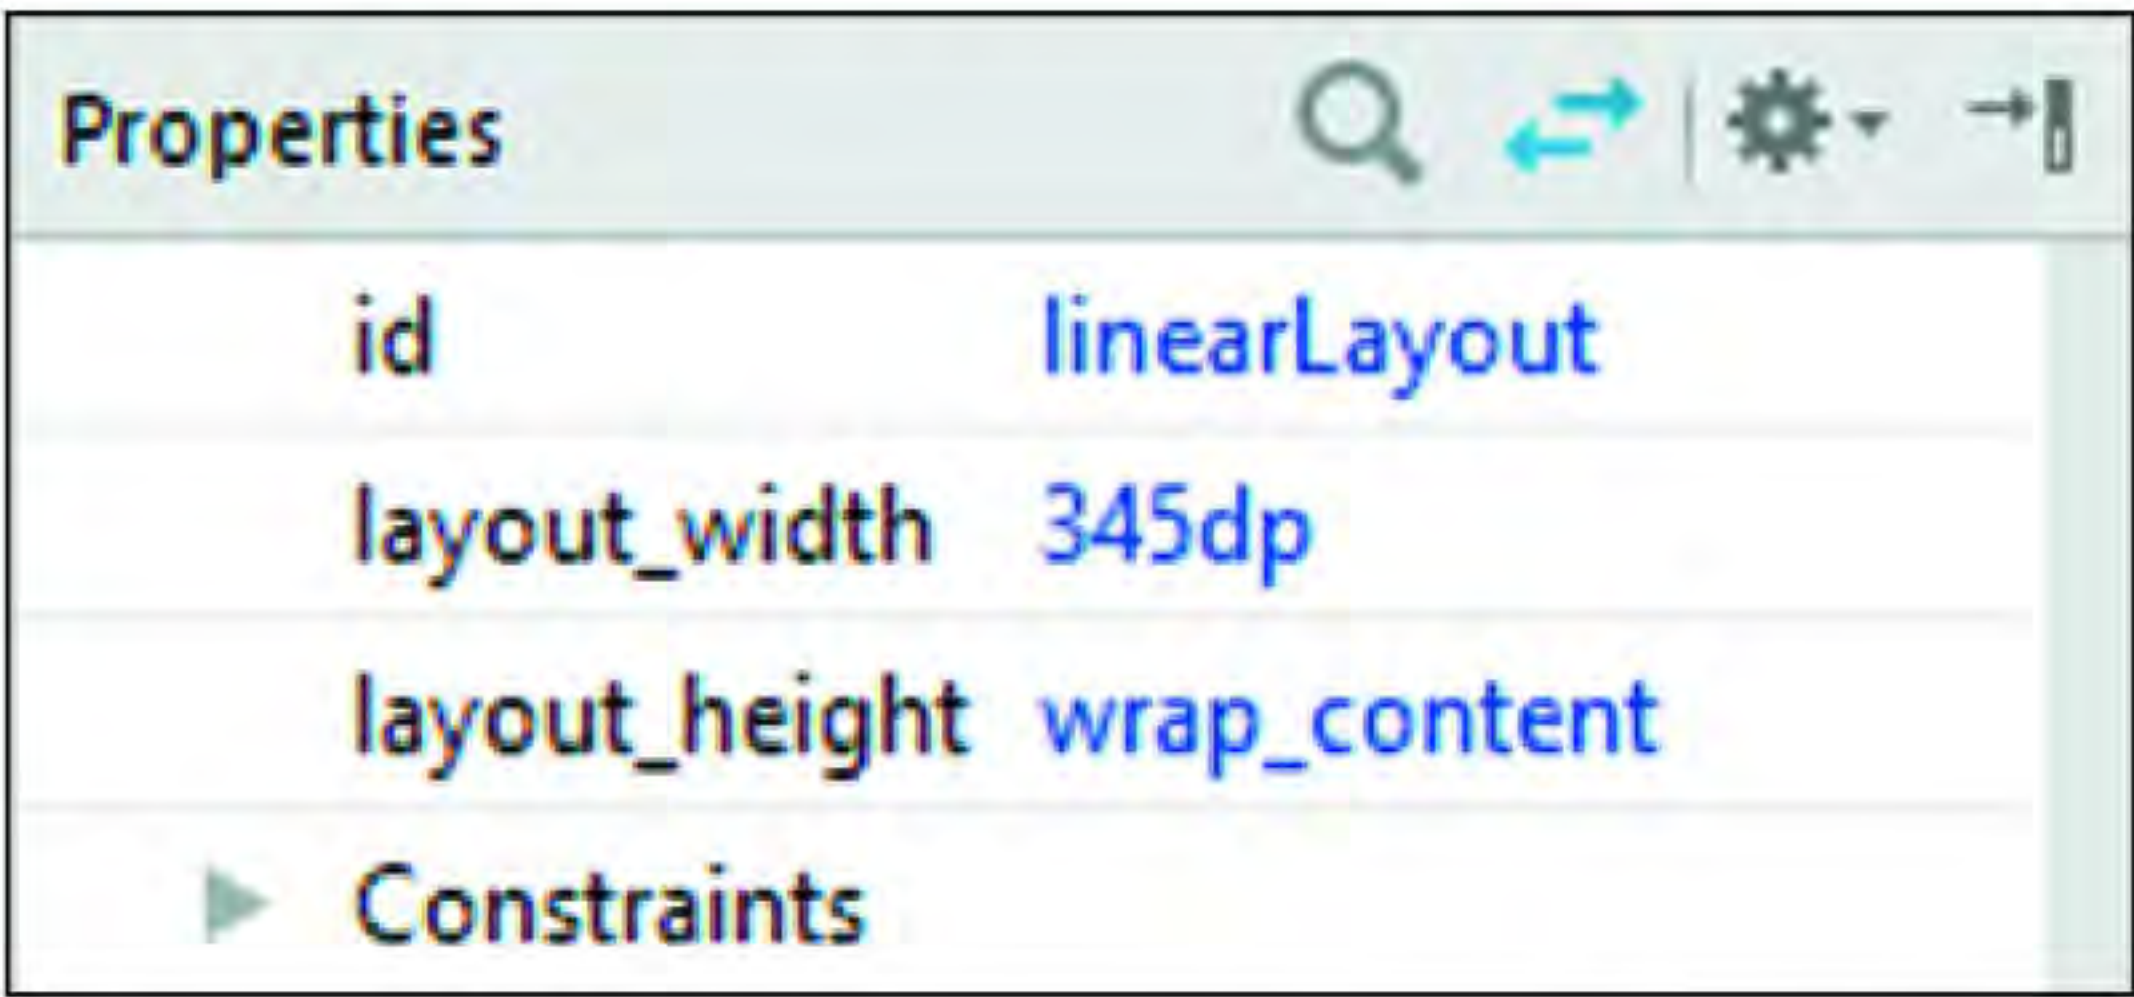 Properties
id linearLayout
layout_width 345dp
layout_height wrap_content
Constraints